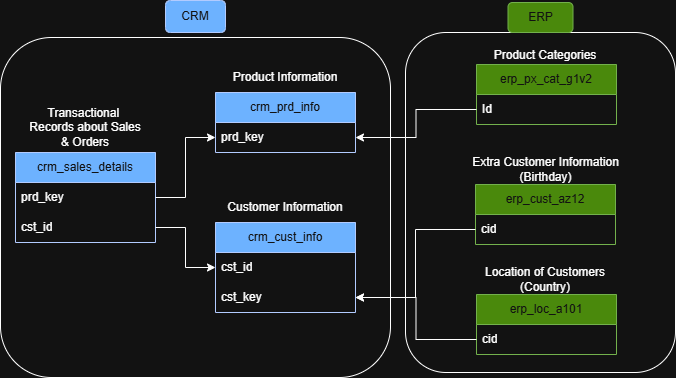 CRM
ERP
Product Information
crm_prd_info
prd_key
Transactional
Records about Sales
& Orders
crm_sales_details
prd_key
cst_id
Customer Information
crm_cust_info
cst_id
cst_key
Product Categories
erp_px_cat_g1v2
Id
Extra Customer Information
(Birthday)
erp_cust_az12
cid
Location of Customers
(Country)
erp_loc_a101
cid